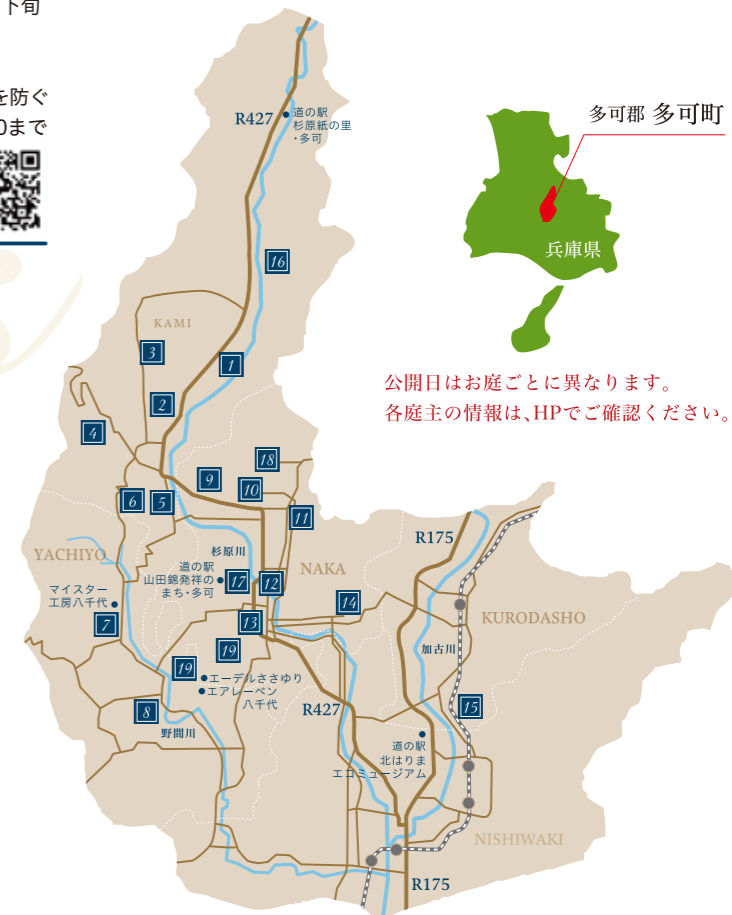 下旬
を防ぐ
0まで
R427
道の駅
杉原紙の里
・多可
多可郡 多可町
兵庫県
16
KAMI
3
1
2
公開日はお庭ごとに異なります。
各庭主の情報は、HPでご確認ください。
4
18
9
10
6
5
11
R175
杉原川
YACHIYO
道の駅
山田錦発祥の
まち・多可
17
12
NAKA
マイスター
工房八千代
7
14
KURODASHO
13
加古川
19
19
エーデルささゆり
エアレーベン
八千代
8
野間川
R427
15
道の駅
北はりま
エコミュージアム
NISHIWAKI
R175